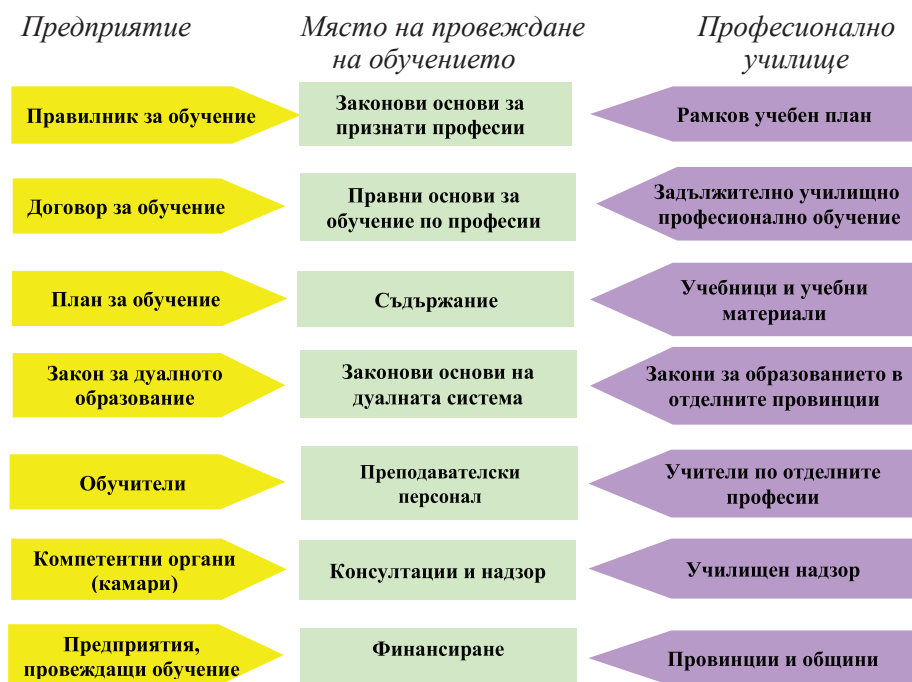 Предприятие
Място на провеждане
на обучението
Професионално
училище
Правилник за обучение
Законови основи за
признати професии
Рамков учебен план
Договор за обучение
Правни основи за
обучение по професии
Задължително училищно
професионално обучение
План за обучение
Съдържание
Учебници и учебни
материали
Закон за дуалното
образование
Законови основи на
дуалната система
Закони за образованието в
отделните провинции
Обучители
Преподавателски
персонал
Учители по отделните
професии
Компетентни органи
(камари)
Консултации и надзор
Училищен надзор
Предприятия,
провеждащи обучение
Финансиране
Провинции и общини